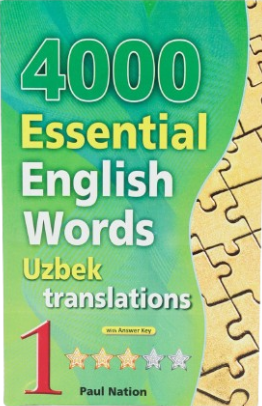 4000
Essential
English
Words
Uzbek
translations
With Answer Key
1
Paul Nation